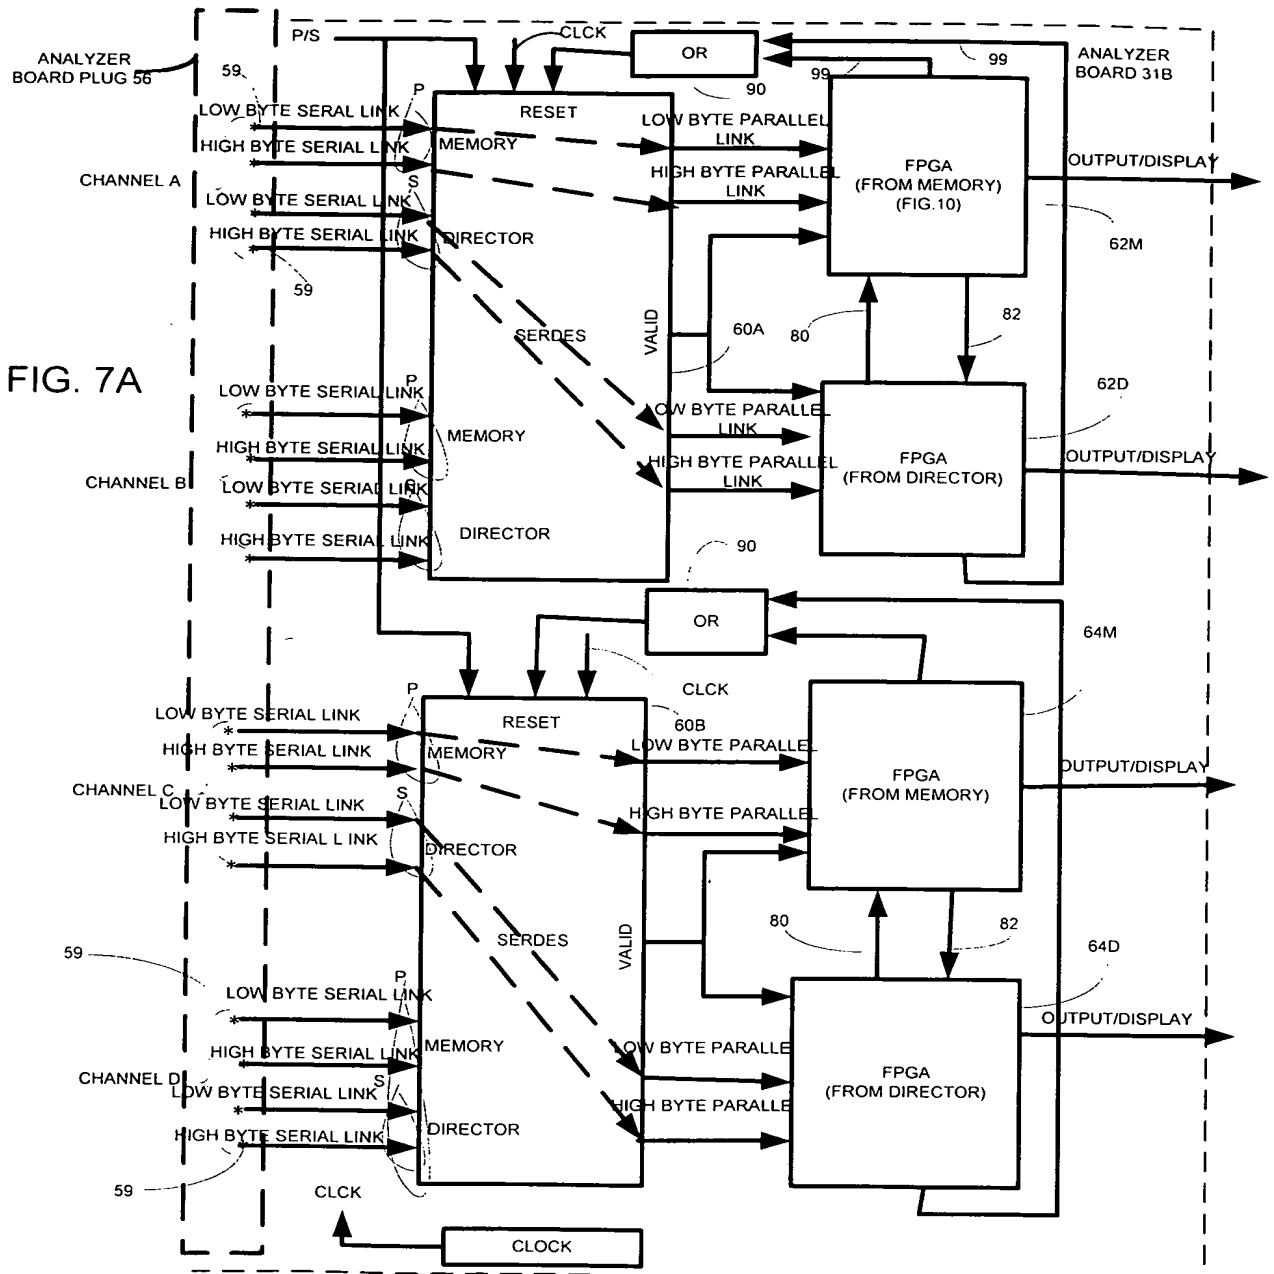 P/S
CLCK
OR
99
ANALYZER
BOARD 31B
ANALYZER
BOARD PLUG 56
59
99
90
P
RESET
LOW BYTE SERAL LINK
MEMORY
LOW BYTE PARALLEL
LINK
HIGH BYTE SERIAL LINK
FPGA
(FROM MEMORY)
(FIG.10)
OUTPUT/DISPLAY
CHANNEL A
S
HIGH BYTE PARALLEL
LINK
LOW BYTE SERIAL LINK
HIGH BYTE SERIAL LINK
DIRECTOR
62M
59
SERDES
VALID
60A
80
82
FIG. 7A
LOW BYTE SERIAL LINK
P
62D
MEMORY
LOW BYTE PARALLEL
LINK
HIGH BYTE SERIAL LINK
HIGH BYTE PARALLEL
LINK
FPGA
(FROM DIRECTOR)
OUTPUT/DISPLAY
CHANNEL B
S
LOW BYTE SERIAL LINK
DIRECTOR
HIGH BYTE SERIAL LINK
90
OR
64M
CLCK
P
RESET
60B
LOW BYTE SERIAL LINK
MEMORY
LOW BYTE PARALLEL
HIGH BYTE SERIAL LINK
OUTPUT/DISPLAY
FPGA
(FROM MEMORY)
CHANNEL C
S
LOW BYTE SERIAL LINK
HIGH BYTE PARALLEL
HIGH BYTE SERIAL LINK
DIRECTOR
80
82
SERDES
VALID
64D
59
P
LOW BYTE SERIAL LINK
OUTPUT/DISPLAY
MEMORY
LOW BYTE PARALLE
HIGH BYTE SERIAL LINK
FPGA
(FROM DIRECTOR)
CHANNEL D
S
LOW BYTE SERIAL LINK
HIGH BYTE PARALLE
HIGH BYTE SERIAL LINK
DIRECTOR
59
CLCK
CLOCK